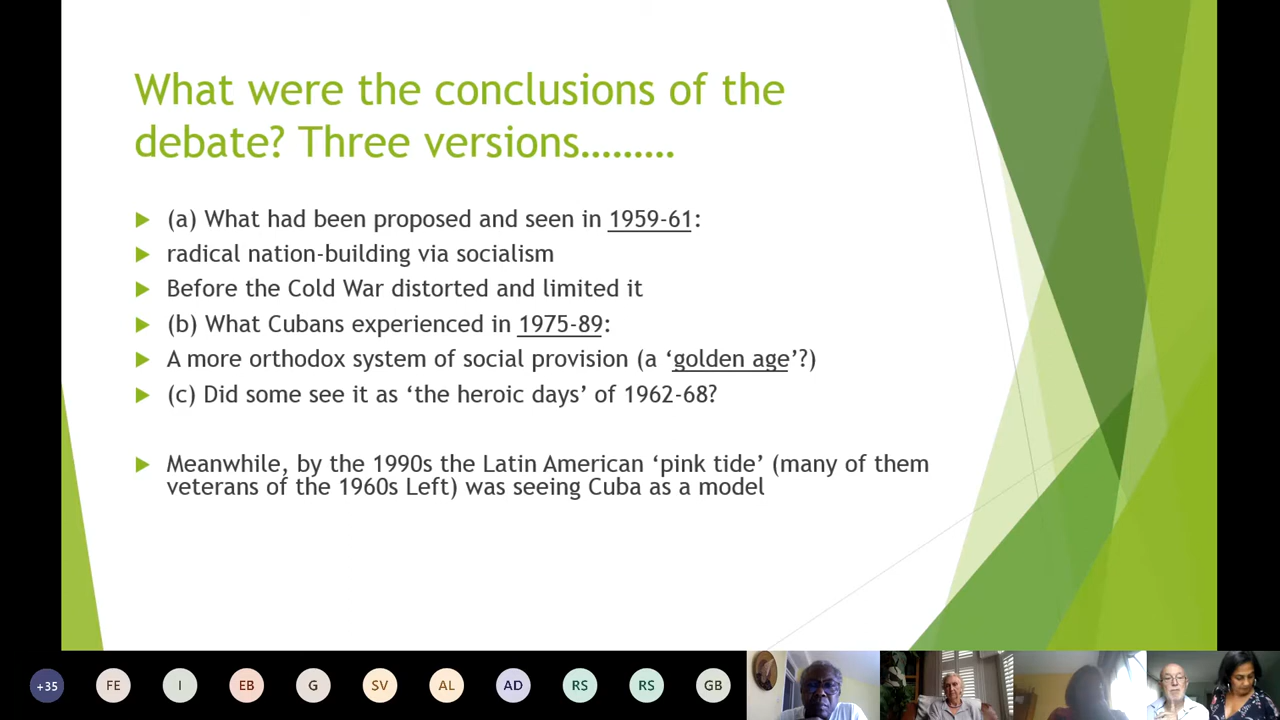 What were the conclusions of the
debate? Three versions.........
(a) What had been proposed and seen in 1959-61:
radical nation-building via socialism
Before the Cold War distorted and limited it
(b) What Cubans experienced in 1975-89:
A more orthodox system of social provision (a ‘golden age’?)
(c) Did some see it as ‘the heroic days’ of 1962-68?
Meanwhile, by the 1990s the Latin American ‘pink tide’ (many of them
veterans of the 1960s Left) was seeing Cuba as a model
+35 FE I EB G SV AL AD RS RS GB